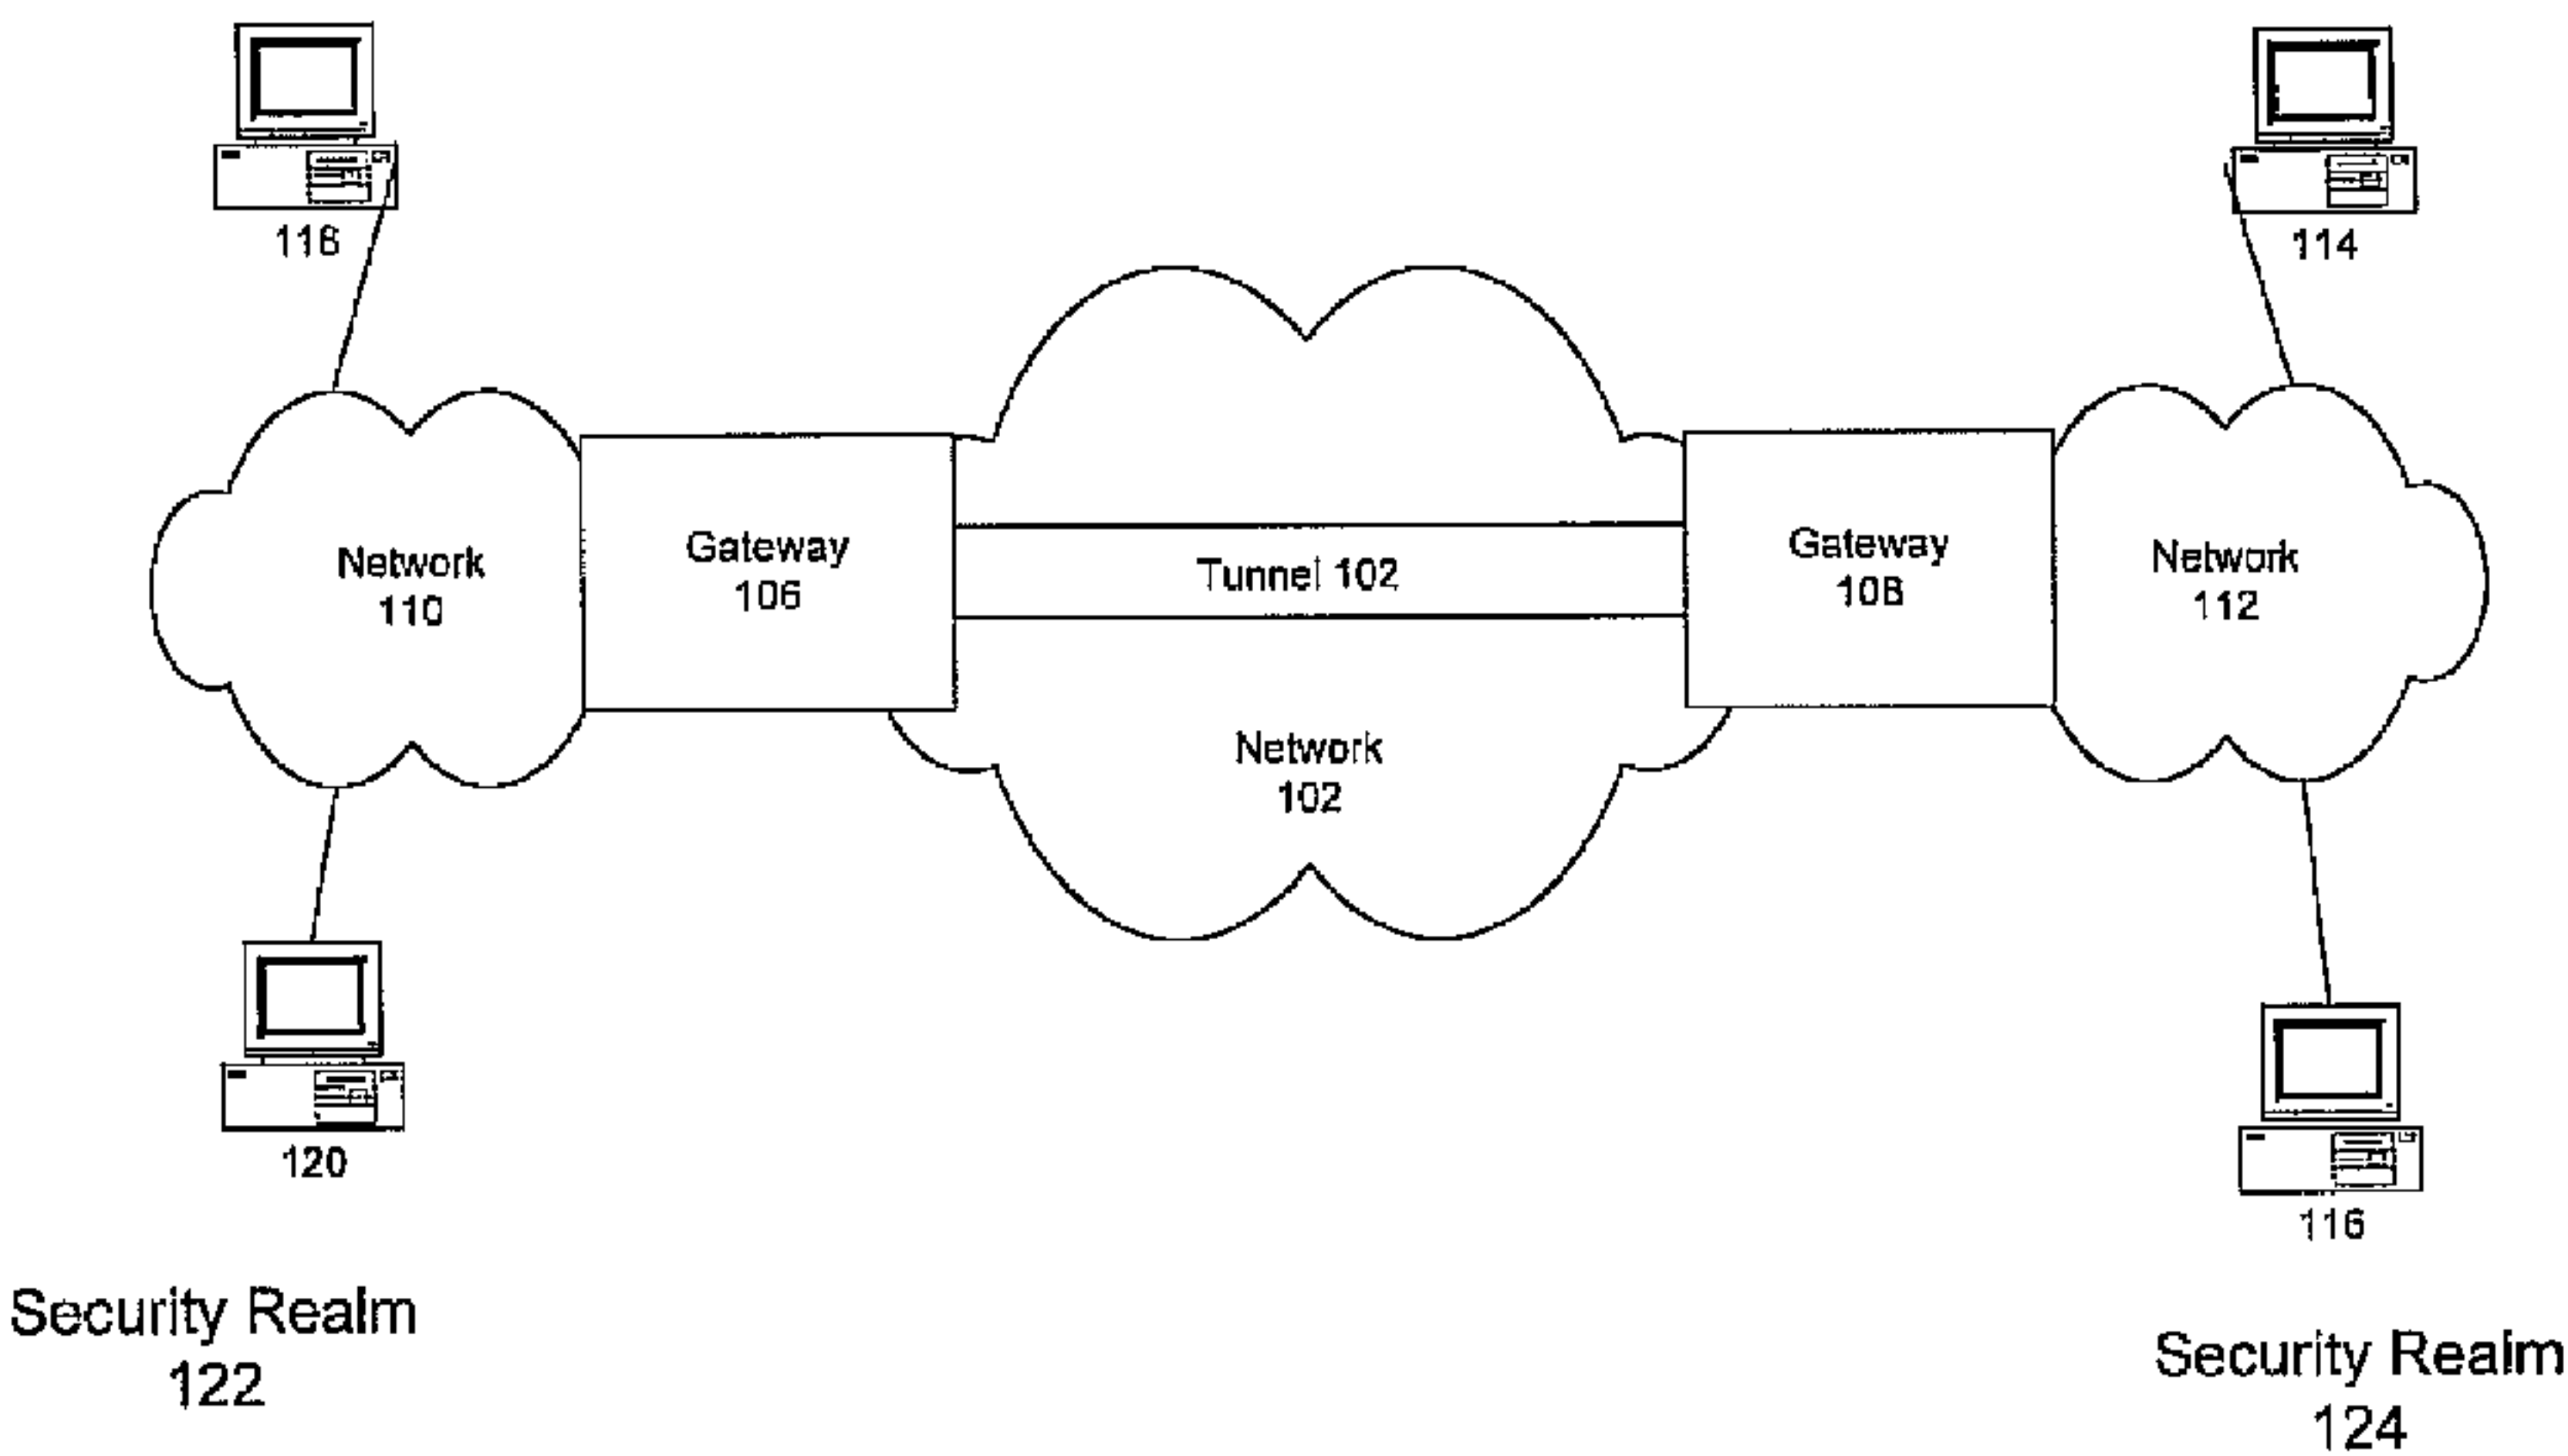 118
114
Network
110
Gateway
106
Tunnel 102
Gateway
108
Network
112
Network
102
120
116
Security Realm
122
Security Realm
124